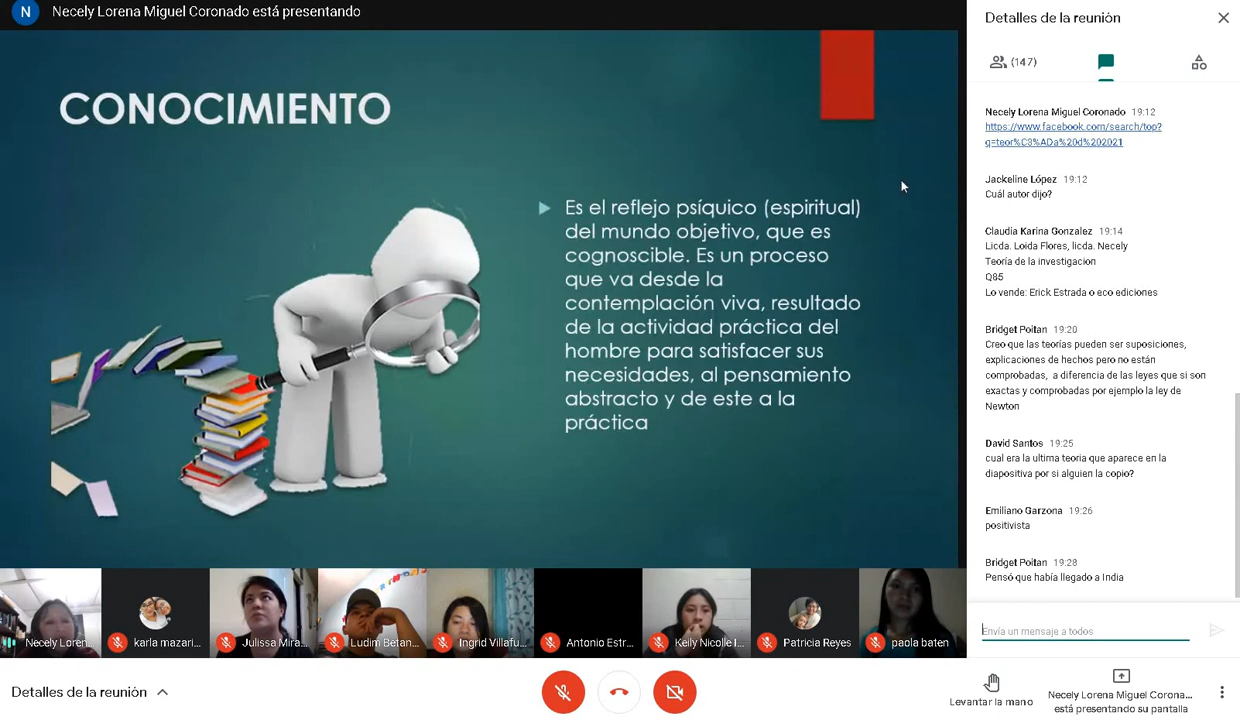 N
Necely Lorena Miguel Coronado está presentando
CONOCIMIENTO
Es el reflejo psíquico (espiritual)
del mundo objetivo, que es
cognoscible. Es un proceso
que va desde la
contemplación viva, resultado
de la actividad práctica del
hombre para satisfacer sus
necesidades, al pensamiento
abstracto y de este a la
práctica
Necely Loren...
karla mazari...
Julissa Mira...
Ludim Betan...
Ingrid Villafu...
Antonio Estr...
Keily Nicolle I...
Patricia Reyes
paola baten
Detalles de la reunión
Detalles de la reunión
(147)
Necely Lorena Miguel Coronado 19:12
https://www.facebook.com/search/top?
q=teor%C3%ADa%20d%202021
Jackeline López 19:12
Cuál autor dijo?
Claudia Karina Gonzalez 19:14
Licda. Loida Flores, licda. Necely
Teoría de la investigacion
Q85
Lo vende: Erick Estrada o eco ediciones
Bridget Poitan 19:20
Creo que las teorías pueden ser suposiciones,
explicaciones de hechos pero no están
comprobadas, a diferencia de las leyes que si son
exactas y comprobadas por ejemplo la ley de
Newton
David Santos 19:25
cual era la ultima teoria que aparece en la
diapositiva por si alguien la copio?
Emiliano Garzona 19:26
positivista
Bridget Poitan 19:28
Pensó que había llegado a India
Envía un mensaje a todos
Levantar la mano
Necely Lorena Miguel Corona...
está presentando su pantalla